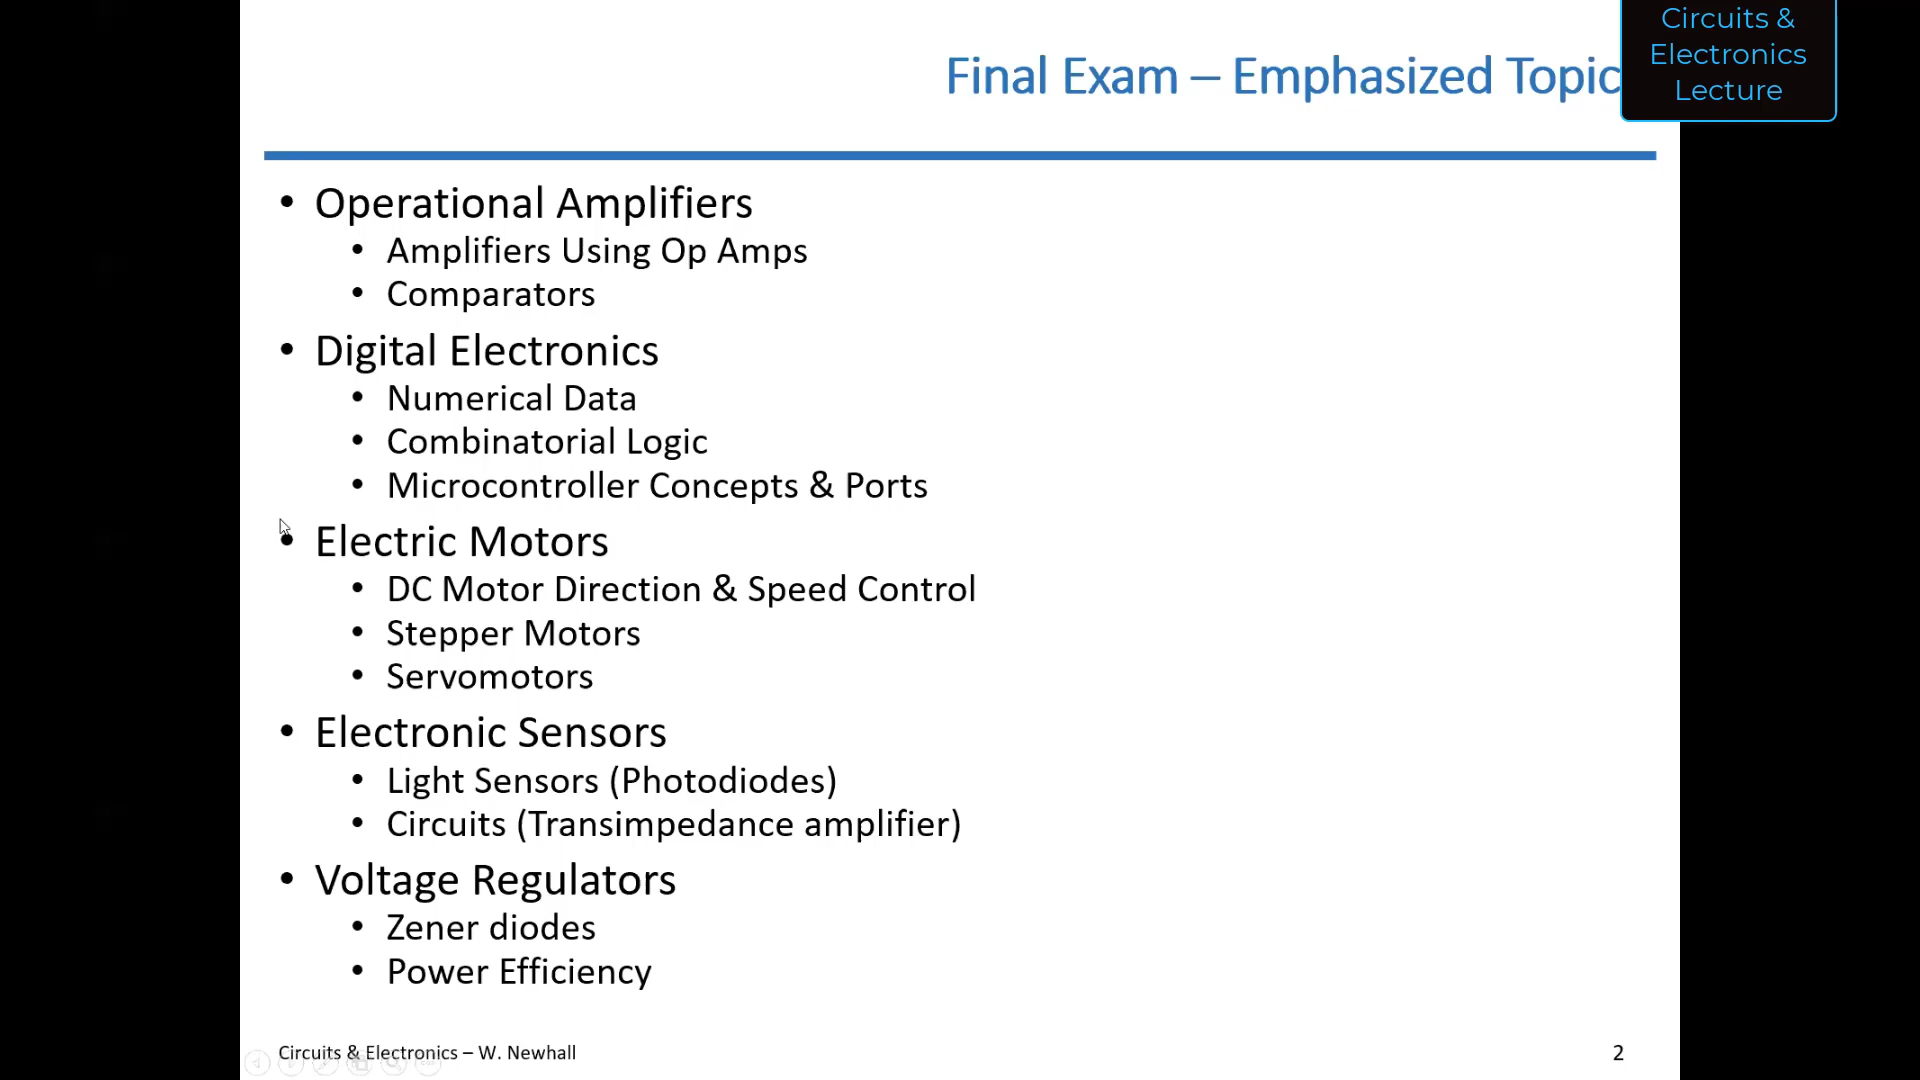 Circuits &
Electronics
Lecture
Final Exam – Emphasized Topic
• Operational Amplifiers
• Amplifiers Using Op Amps
• Comparators
• Digital Electronics
• Numerical Data
• Combinatorial Logic
• Microcontroller Concepts & Ports
• Electric Motors
• DC Motor Direction & Speed Control
• Stepper Motors
• Servomotors
• Electronic Sensors
• Light Sensors (Photodiodes)
• Circuits (Transimpedance amplifier)
• Voltage Regulators
• Zener diodes
• Power Efficiency
Circuits & Electronics – W. Newhall
2